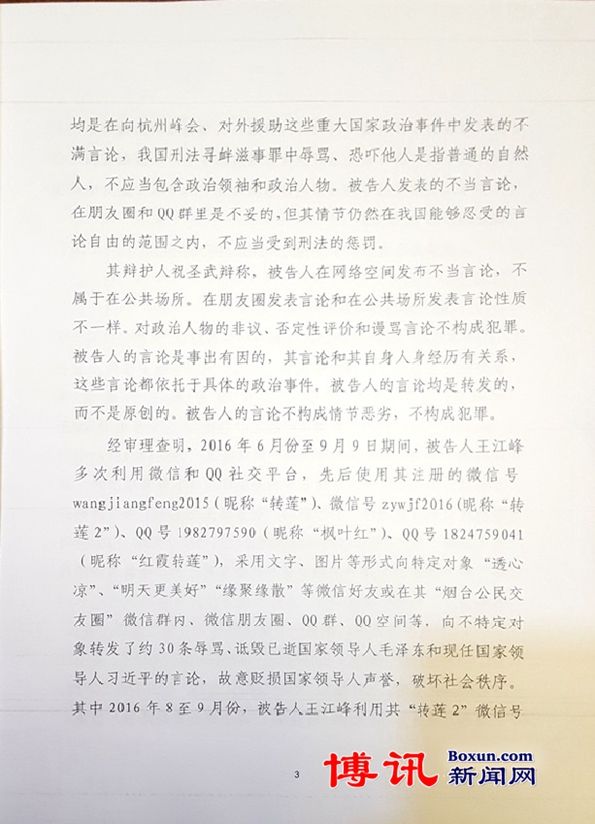 均是在向杭州峰会、对外援助这些重大国家政治事件中发表的不
满言论，我国刑法寻衅滋事罪中辱骂、恐吓他人是指普通的自然
人，不应当包含政治领袖和政治人物。被告人发表的不当言论，
在朋友圈和QQ群里是不妥的，但其情节仍然在我国能够忍受的言
论自由的范围之内，不应当受到刑法的惩罚。
其辩护人祝圣武辩称，被告人在网络空间发布不当言论，不
属于在公共场所。在朋友圈发表言论和在公共场所发表言论性质
不一样。对政治人物的非议、否定性评价和谩骂言论不构成犯罪。
被告人的言论是事出有因的，其言论和其自身人身经历有关系，
这些言论都依托于具体的政治事件。被告人的言论均是转发的，
而不是原创的。被告人的言论不构成情节恶劣，不构成犯罪。
经审理查明，2016年6月份至9月9日期间，被告人王江峰
多次利用微信和QQ社交平台，先后使用其注册的微信号
wangjiangfeng2015（昵称“转莲”）、微信号zywjf2016(昵称“转
莲2”）、QQ号1982797590（昵称“枫叶红”）、QQ号1824759041
（昵称“红霞转莲”），采用文字、图片等形式向特定对象“透心
凉”、“明天更美好”“缘聚缘散”等微信好友或在其“烟台公民交
友圈”微信群内、微信朋友圈、QQ群、QQ空间等，向不特定对
象转发了约30条辱骂、诋毁已逝国家领导人毛泽东和现任国家领
导人习近平的言论，故意贬损国家领导人声誉，破坏社会秩序。
其中2016年8至9月份，被告人王江峰利用其“转莲2”微信号
3
博讯 Boxun.com
新闻网